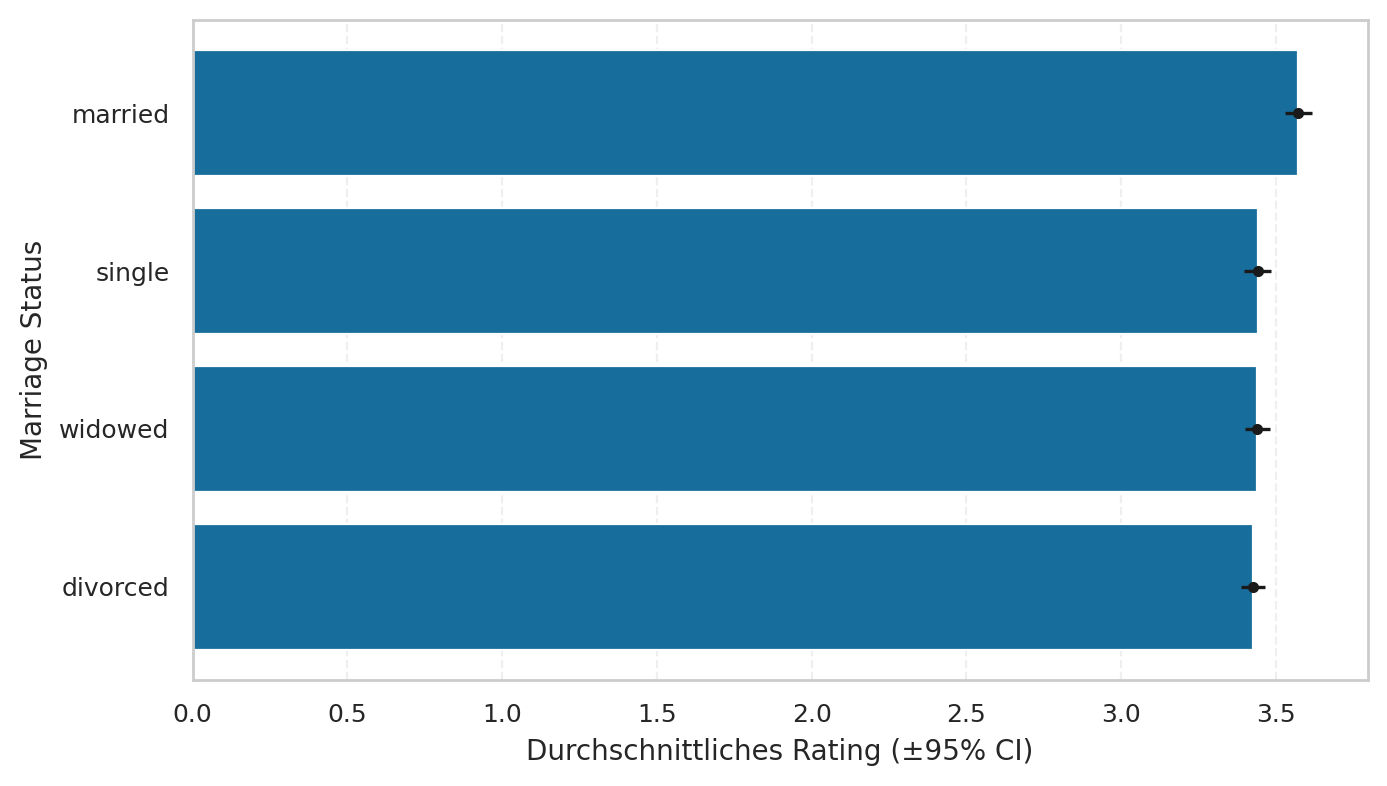 Marriage Status
married
single
widowed
divorced
0.0 0.5 1.0 1.5 2.0 2.5 3.0 3.5
Durchschnittliches Rating (±95% CI)